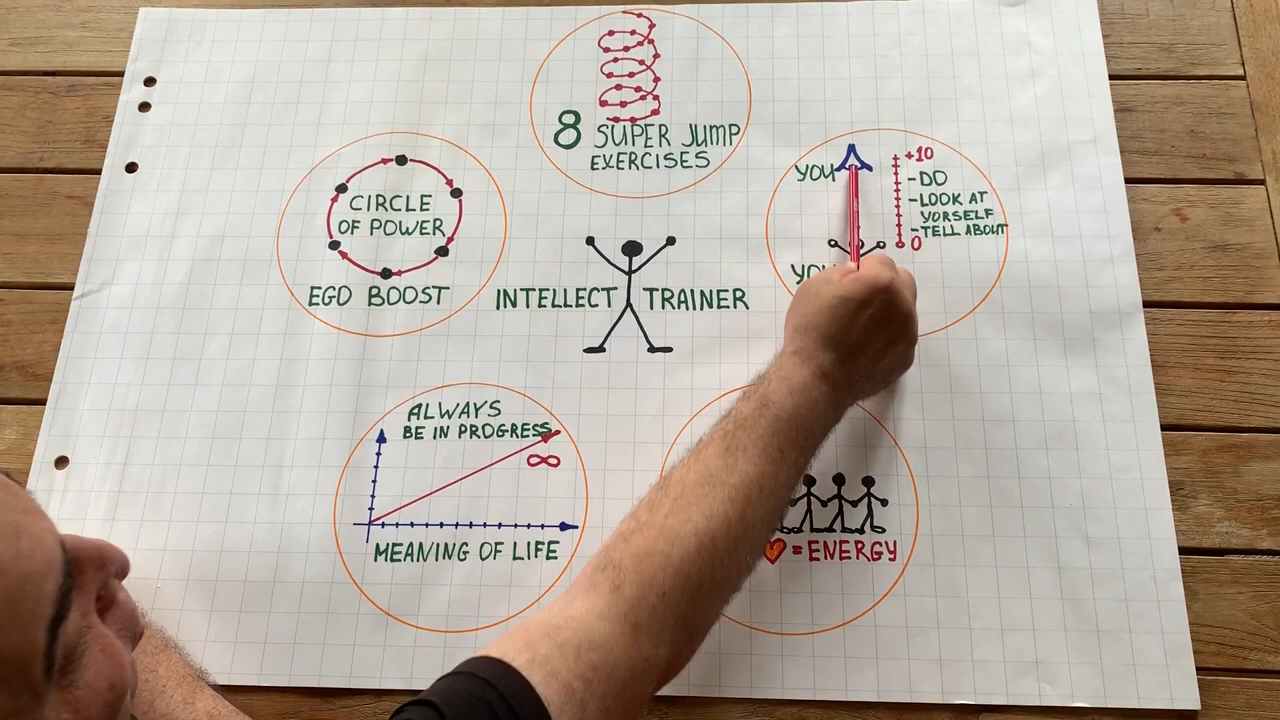 8 SUPER JUMP
EXERCISES
CIRCLE
OF POWER
EGO BOOST
YOU
+10
-DO
-LOOK AT
YORSELF
-TELL ABOUT
0
INTELLECT TRAINER
ALWAYS
BE IN PROGRESS
∞
MEANING OF LIFE
= ENERGY